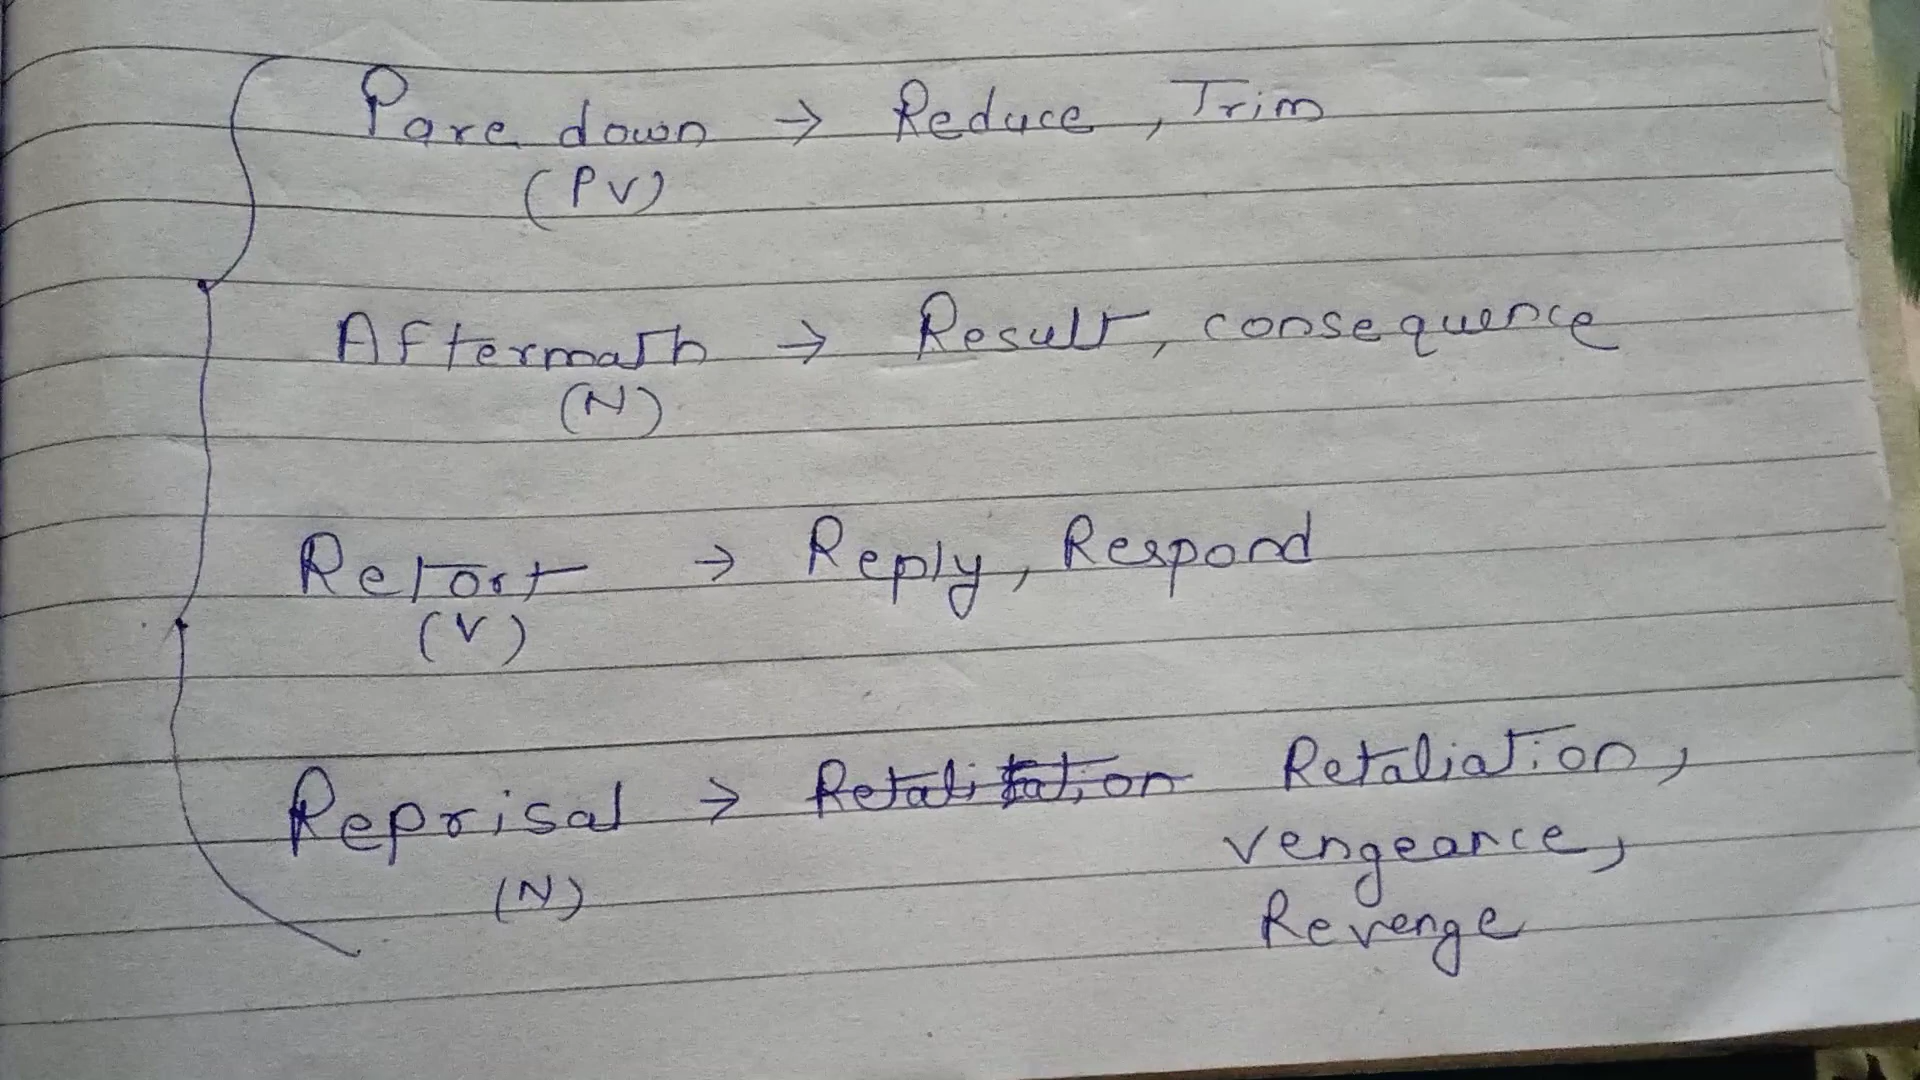 Pare down → Reduce, Trim
(PV)
Aftermath → Result, consequence
(N)
Retort → Reply, Respond
(V)
Reprisal → Retalitation Retaliation,
(N) vengeance,
Revenge